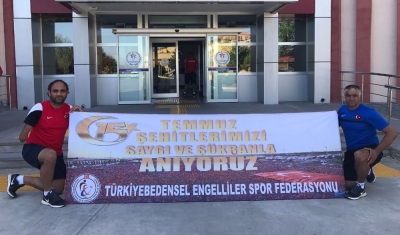 15 TEMMUZ
ŞEHİTLERİMİZİ
SAYGI VE ŞÜKRANLA
ANIYORUZ
TÜRKİYE BEDENSEL ENGELLİLER SPOR FEDERASYONU